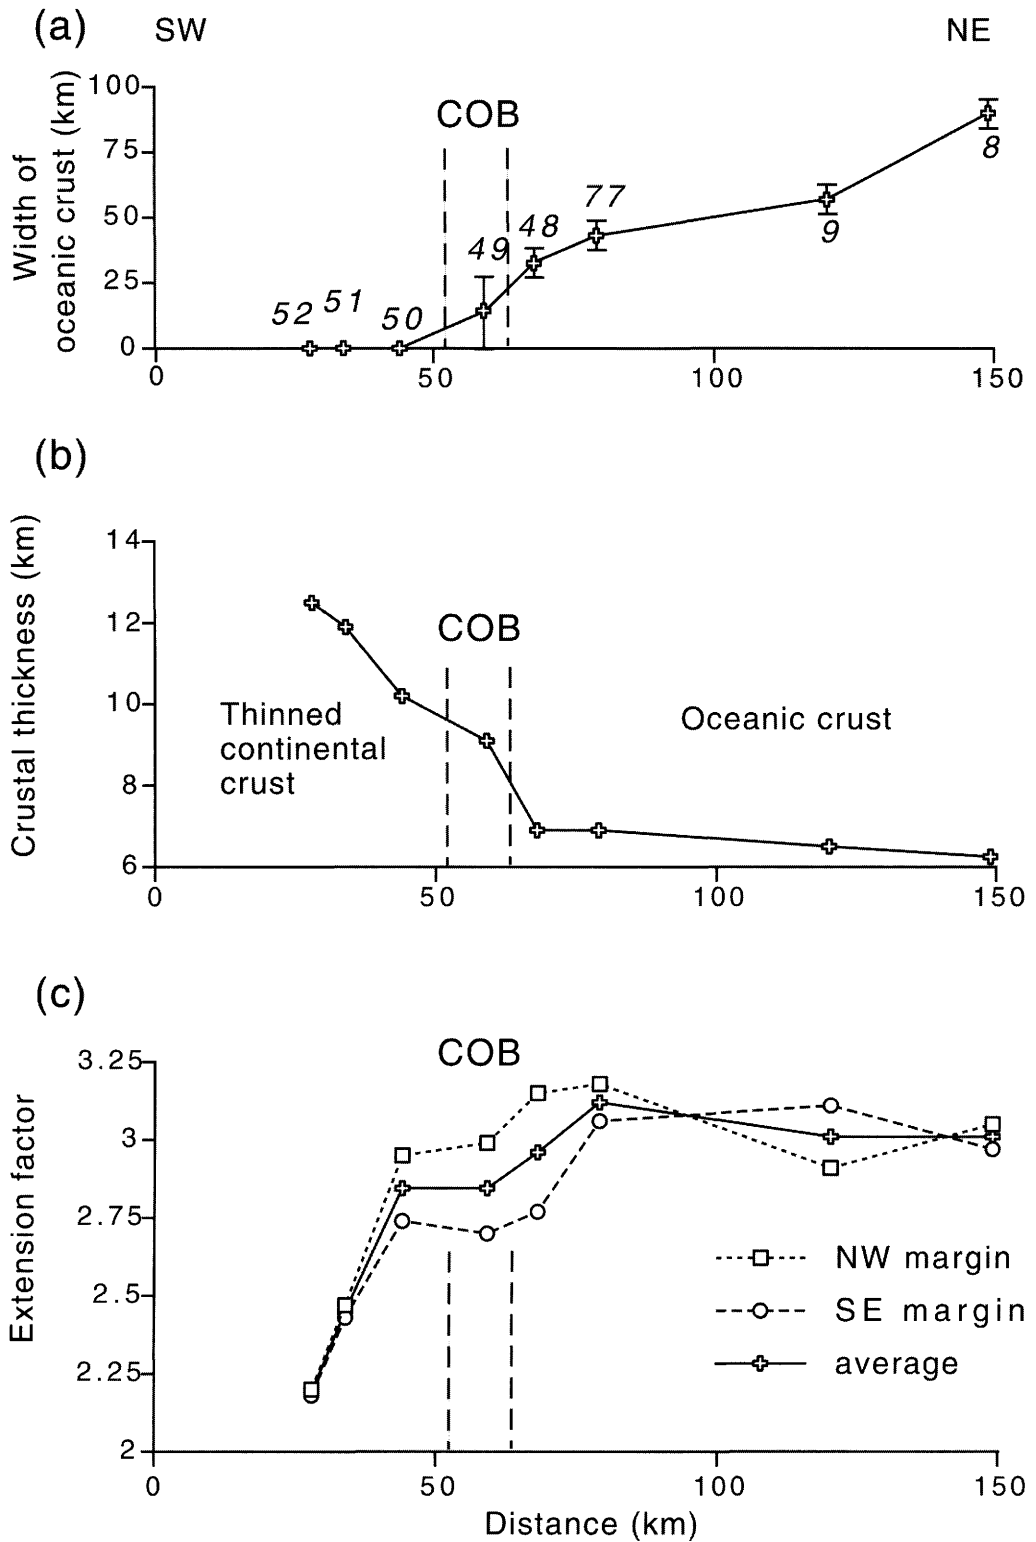 (a) SW NE
Width of
oceanic crust (km)
100
75
50
25
0
COB
52 51 50 49 48 77 9 8
0 50 100 150
(b)
Crustal thickness (km)
14
12
10
8
6
COB
Thinned
continental
crust
Oceanic crust
0 50 100 150
(c)
Extension factor
3.25
3
2.75
2.5
2.25
2
COB
NW margin
SE margin
average
0 50 100 150
Distance (km)